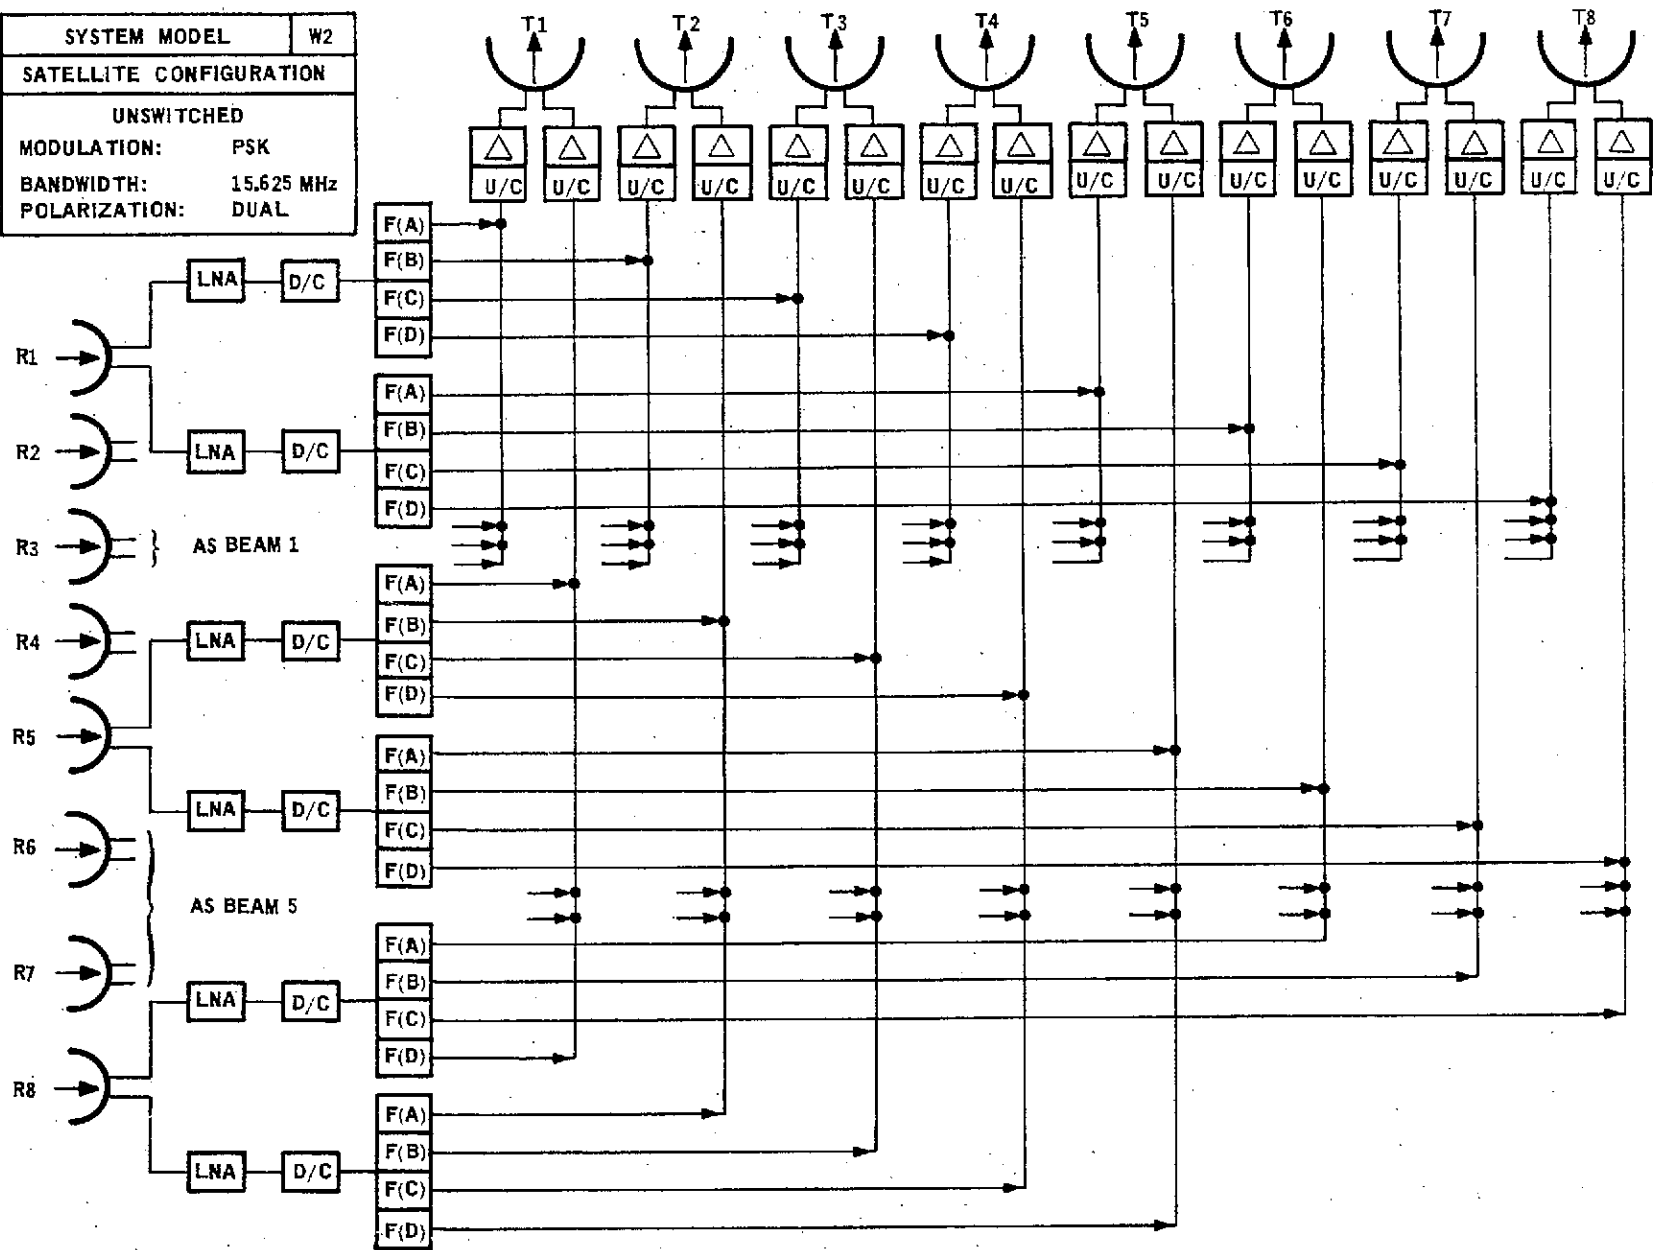 SYSTEM MODEL W2
SATELLITE CONFIGURATION
UNSWITCHED
MODULATION: PSK
BANDWIDTH: 15.625 MHz
POLARIZATION: DUAL
T1 T2 T3 T4 T5 T6 T7 T8
U/C U/C U/C U/C U/C U/C U/C U/C U/C U/C U/C U/C U/C U/C U/C U/C
F(A)
F(B)
LNA D/C
F(C)
F(D)
R1
F(A)
F(B)
R2 LNA D/C
F(C)
F(D)
R3 } AS BEAM 1
F(A)
F(B)
R4 LNA D/C
F(C)
F(D)
R5
F(A)
F(B)
LNA D/C
F(C)
R6
F(D)
AS BEAM 5
F(A)
R7
F(B)
LNA D/C
F(C)
F(D)
R8
F(A)
F(B)
LNA D/C
F(C)
F(D)